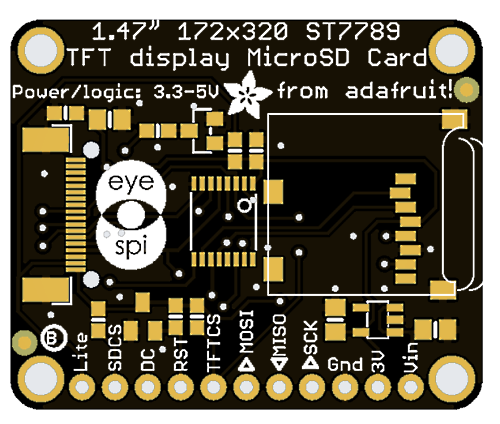 1.47" 172x320 ST7789
TFT display MicroSD Card
Power/logic: 3.3-5V
from adafruit!
eye
spi
B
Lite
SDCS
DC
RST
TFTCS
MOSI
MISO
SCK
Gnd
3V
Vin